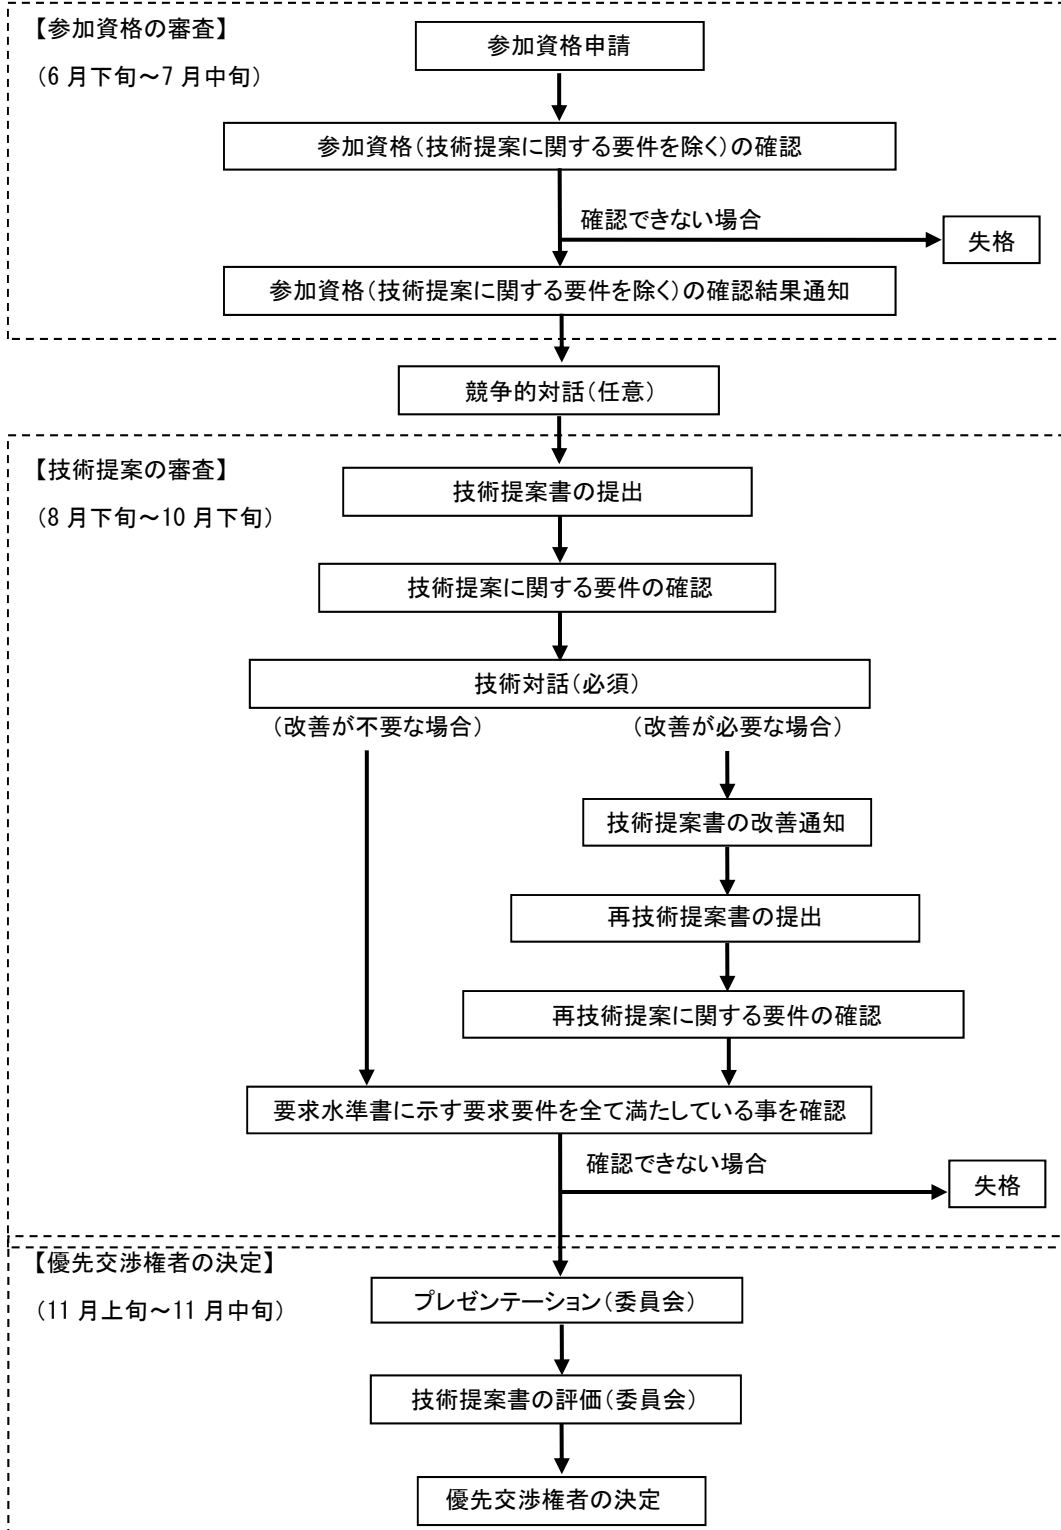 【参加資格の審査】
参加資格申請
(6 月下旬～7 月中旬)
参加資格(技術提案に関する要件を除く)の確認
確認できない場合
失格
参加資格(技術提案に関する要件を除く)の確認結果通知
競争的対話(任意)
【技術提案の審査】
技術提案書の提出
(8 月下旬～10 月下旬)
技術提案に関する要件の確認
技術対話(必須)
(改善が不要な場合)
(改善が必要な場合)
技術提案書の改善通知
再技術提案書の提出
再技術提案に関する要件の確認
要求水準書に示す要求要件を全て満たしている事を確認
確認できない場合
失格
【優先交渉権者の決定】
プレゼンテーション(委員会)
(11 月上旬～11 月中旬)
技術提案書の評価(委員会)
優先交渉権者の決定